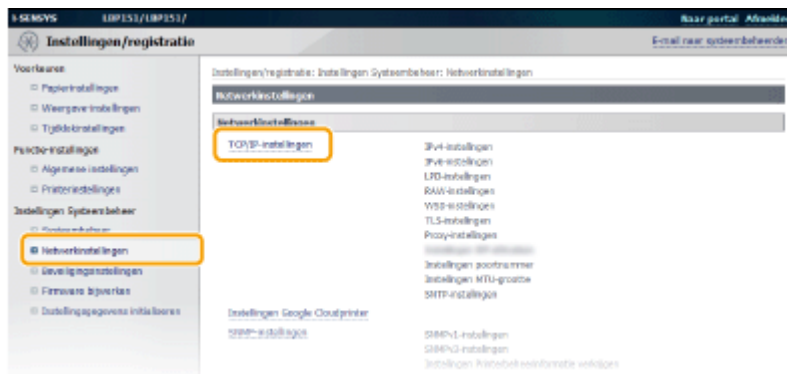 i-SENSYS LBP151/LBP151/ Naar portal Afmelden
Instellingen/registratie E-mail naar systeembeheerder
Voorkeuren
Papierinstellingen
Weergave-instellingen
Tijdklokinstellingen
Functie-instellingen
Algemene instellingen
Printerinstellingen
Instellingen Systeembeheer
Systeembeheer
Netwerkinstellingen
Beveiligingsinstellingen
Firmware bijwerken
Instellingsgegevens initialiseren
Instellingen/registratie: Instellingen Systeembeheer: Netwerkinstellingen
Netwerkinstellingen
Netwerkinstellingen
TCP/IP-instellingen
IPv4-instellingen
IPv6-instellingen
LPD-instellingen
RAW-instellingen
WSD-instellingen
TLS-instellingen
Proxy-instellingen
Instellingen poortnummer
Instellingen MTU-grootte
SNTP-instellingen
Instellingen Google Cloudprinter
SNMP-instellingen
SNMPv1-instellingen
SNMPv3-instellingen
Instellingen Printerbeheerinformatie verkrijgen